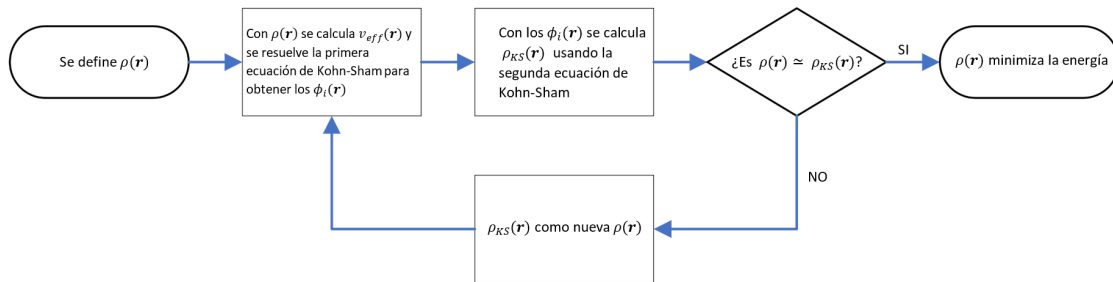 Se define ρ(r)
Con ρ(r) se calcula v_eff(r) y
se resuelve la primera
ecuación de Kohn-Sham para
obtener los ϕ_i(r)
Con los ϕ_i(r) se calcula
ρ_KS(r) usando la
segunda ecuación de
Kohn-Sham
¿Es ρ(r) ≃ ρ_KS(r)?
SI
ρ(r) minimiza la energía
NO
ρ_KS(r) como nueva ρ(r)